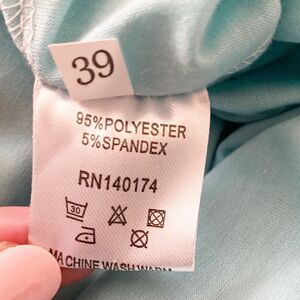 39
95%POLYESTER
5%SPANDEX
RN140174
30
MACHINE WASH WARM